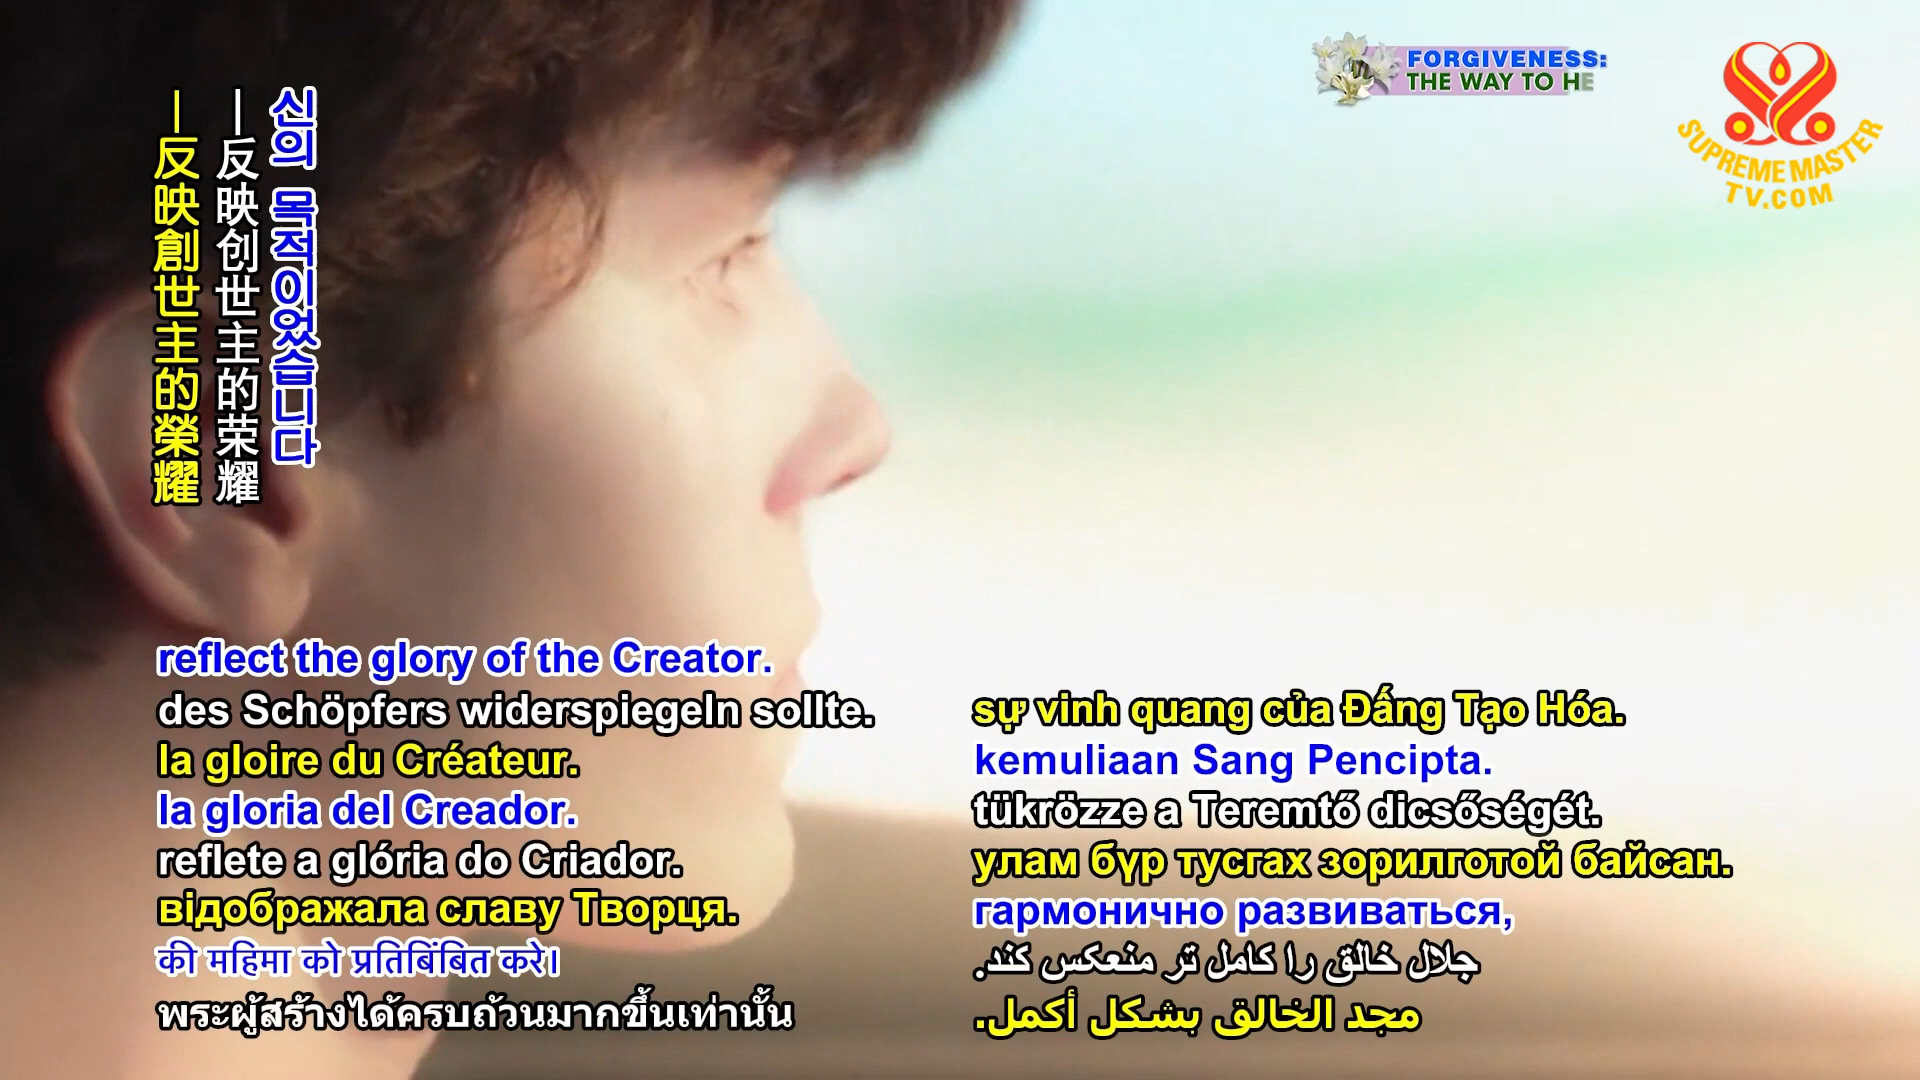 FORGIVENESS:
THE WAY TO HE
SUPREME MASTER
TV.COM
신의 목적이었습니다
—反映创世主的荣耀
—反映創世主的榮耀
reflect the glory of the Creator.
des Schöpfers widerspiegeln sollte.
la gloire du Créateur.
la gloria del Creador.
reflete a glória do Criador.
відображала славу Творця.
की महिमा को प्रतिबिंबित करे।
พระผู้สร้างได้ครบถ้วนมากขึ้นเท่านั้น
sự vinh quang của Đấng Tạo Hóa.
kemuliaan Sang Pencipta.
tükrözze a Teremtő dicsőségét.
улам бүр тусгах зорилготой байсан.
гармонично развиваться,
جلال خالق را کامل تر منعکس کند.
مجد الخالق بشكل أكمل.